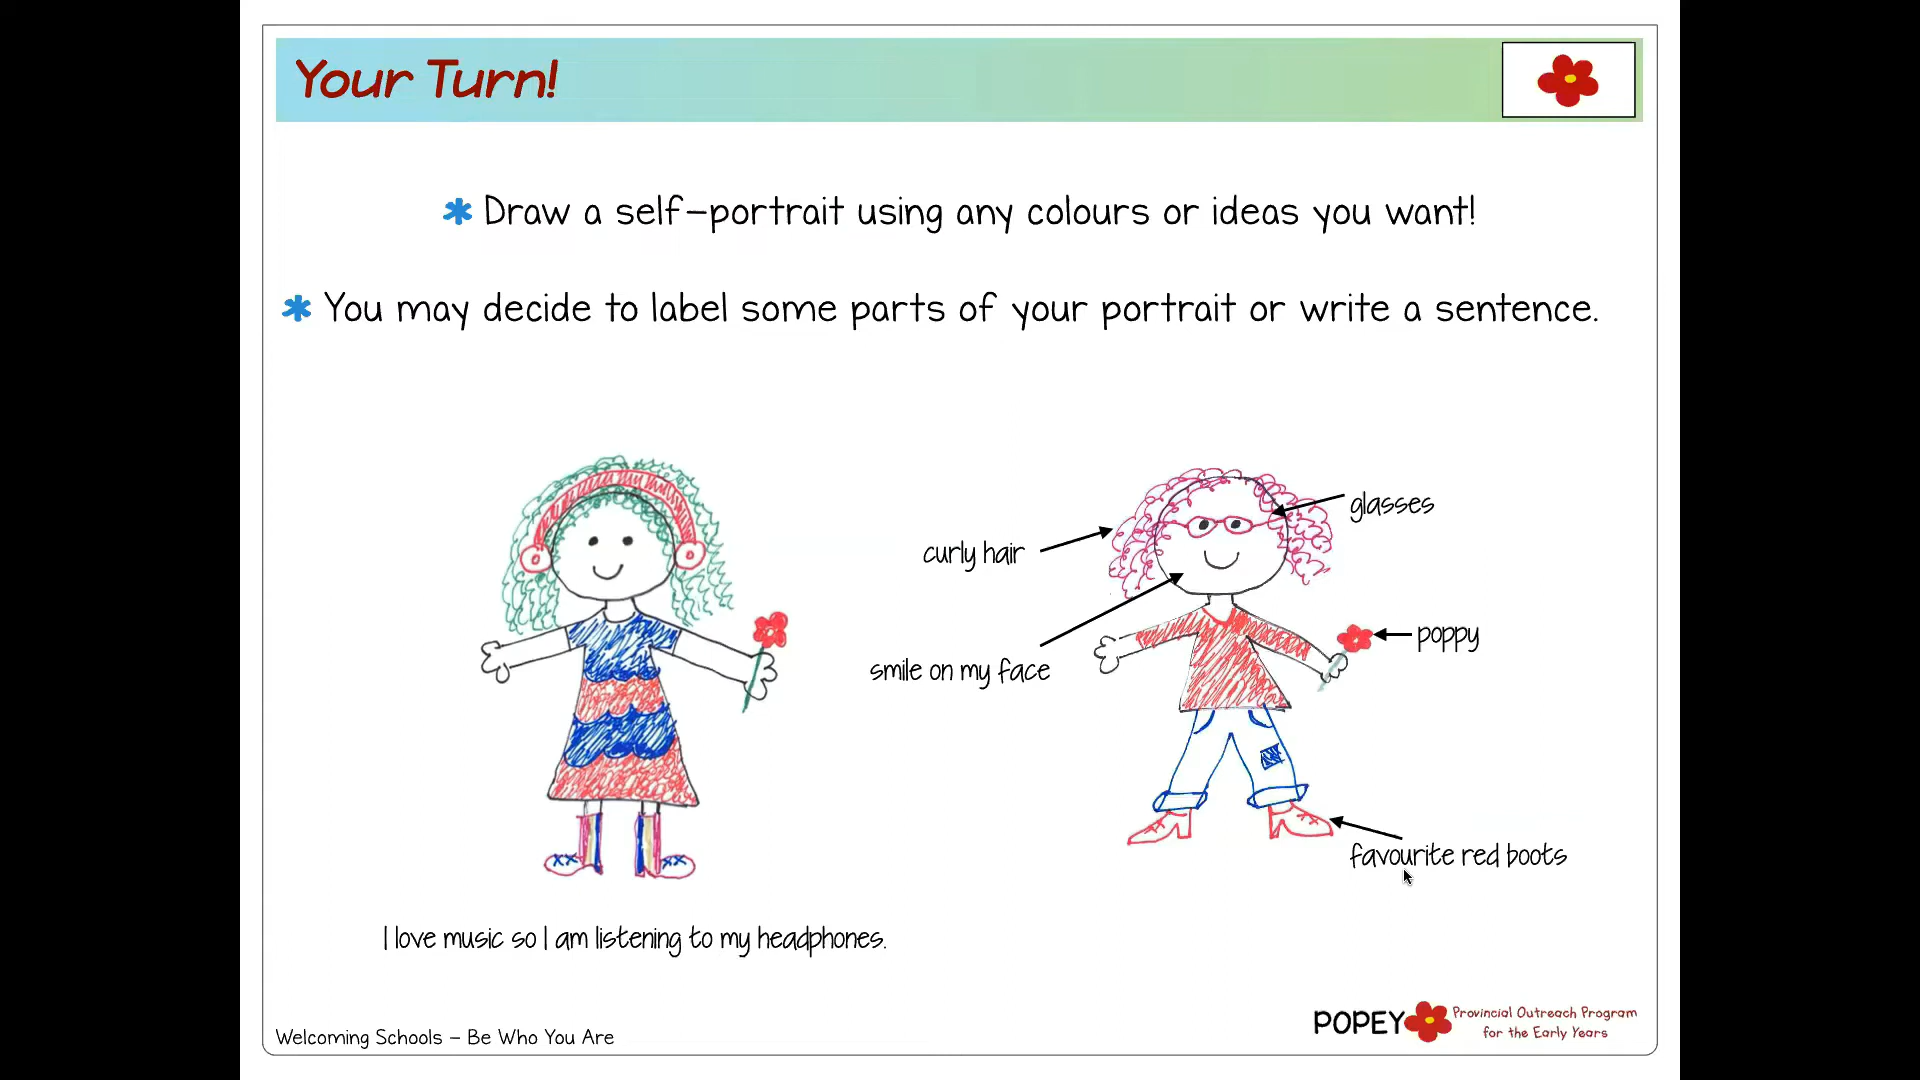 Your Turn!
* Draw a self-portrait using any colours or ideas you want!
* You may decide to label some parts of your portrait or write a sentence.
glasses
curly hair
poppy
smile on my face
favourite red boots
I love music so I am listening to my headphones.
POPEY Provincial Outreach Program
for the Early Years
Welcoming Schools - Be Who You Are